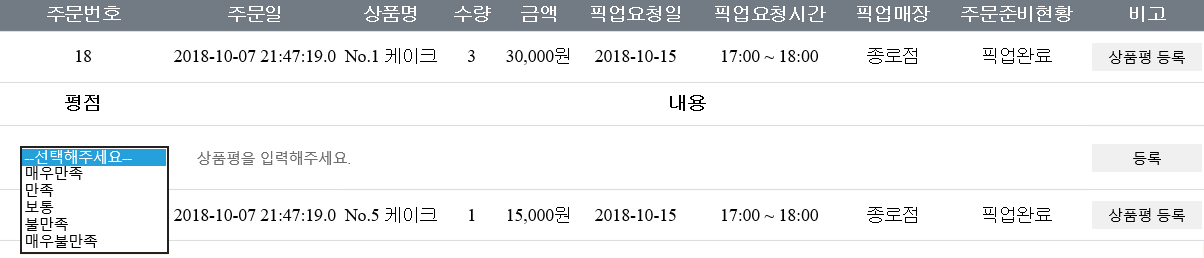 주문번호 주문일 상품명 수량 금액 픽업요청일 픽업요청시간 픽업매장 주문준비현황 비고
18 2018-10-07 21:47:19.0 No.1 케이크 3 30,000원 2018-10-15 17:00 ~ 18:00 종로점 픽업완료 상품평 등록
평점 내용
--선택해주세요-- 상품평을 입력해주세요. 등록
매우만족
만족
보통
불만족
매우불만족
2018-10-07 21:47:19.0 No.5 케이크 1 15,000원 2018-10-15 17:00 ~ 18:00 종로점 픽업완료 상품평 등록